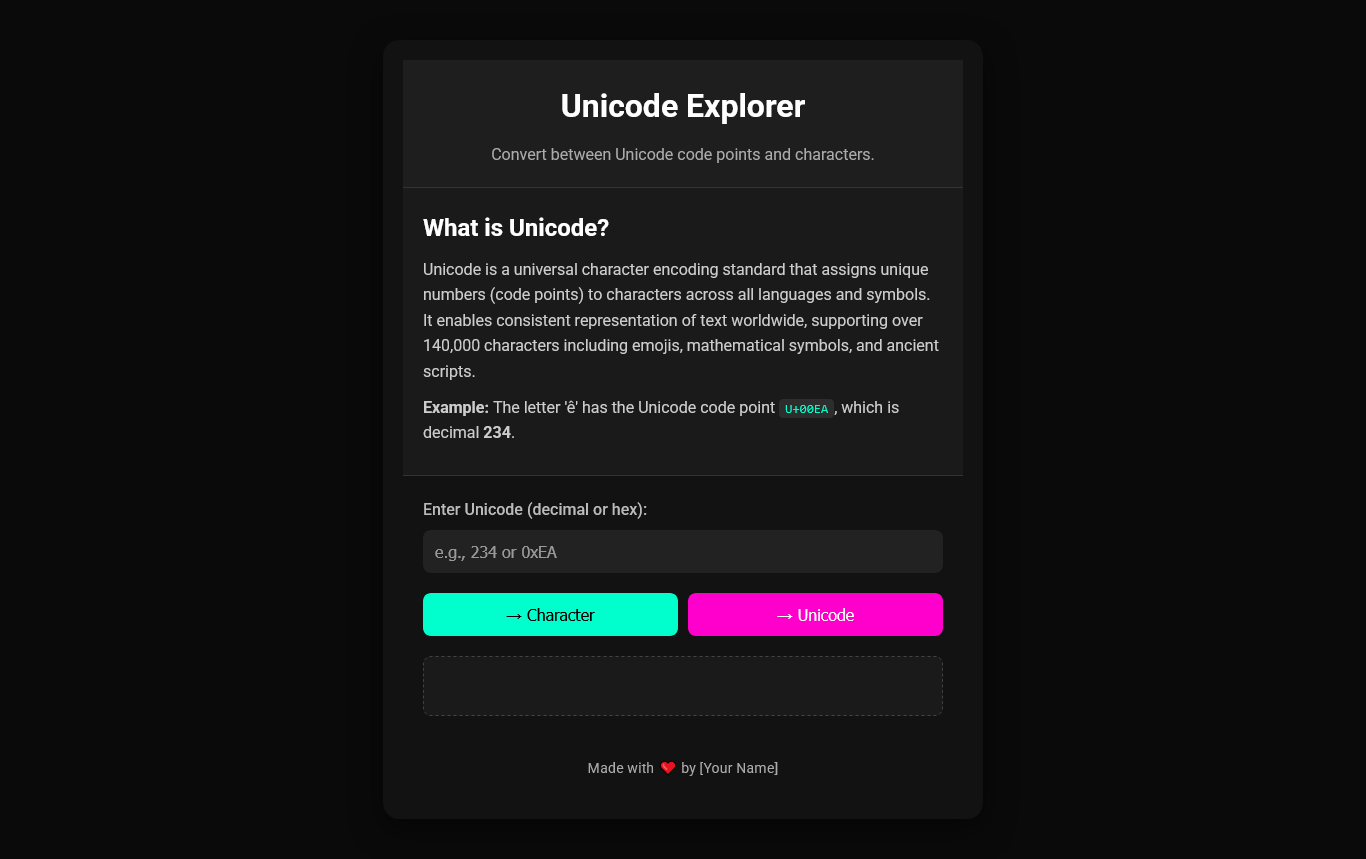 Unicode Explorer
Convert between Unicode code points and characters.
What is Unicode?
Unicode is a universal character encoding standard that assigns unique
numbers (code points) to characters across all languages and symbols.
It enables consistent representation of text worldwide, supporting over
140,000 characters including emojis, mathematical symbols, and ancient
scripts.
Example: The letter 'ê' has the Unicode code point U+00EA, which is
decimal 234.
Enter Unicode (decimal or hex):
e.g., 234 or 0xEA
→ Character
→ Unicode
Made with ❤️ by [Your Name]